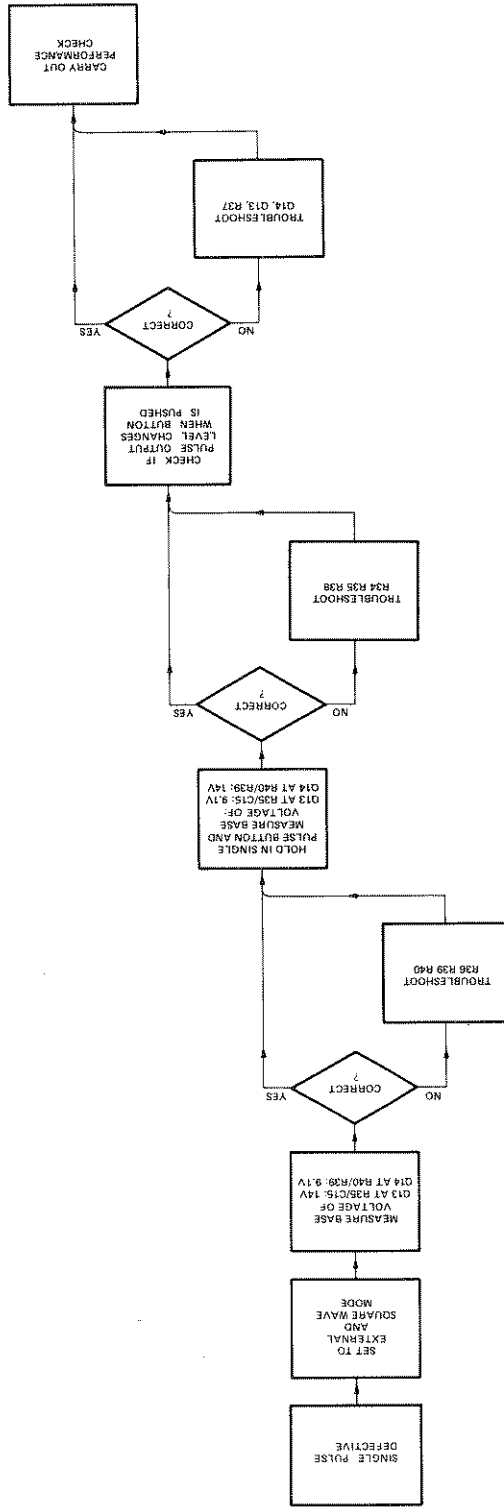 SINGLE PULSE
DEFECTIVE
SET TO
EXTERNAL
AND
SQUARE WAVE
MODE
MEASURE BASE
VOLTAGE OF
Q13 AT R35/C15: 14V
Q14 AT R40/R39: 9.1V
CORRECT
?
NO
YES
TROUBLESHOOT
R36 R39 R40
HOLD IN SINGLE
PULSE BUTTON AND
MEASURE BASE
VOLTAGE OF:-
Q13 AT R35/C15: 9.1V
Q14 AT R40/R39: 14V
CORRECT
?
NO
YES
TROUBLESHOOT
R34 R35 R38
CHECK IF
PULSE OUTPUT
LEVEL CHANGES
WHEN BUTTON
IS PUSHED
CORRECT
?
NO
YES
TROUBLESHOOT
Q14, Q13, R37
CARRY OUT
PERFORMANCE
CHECK